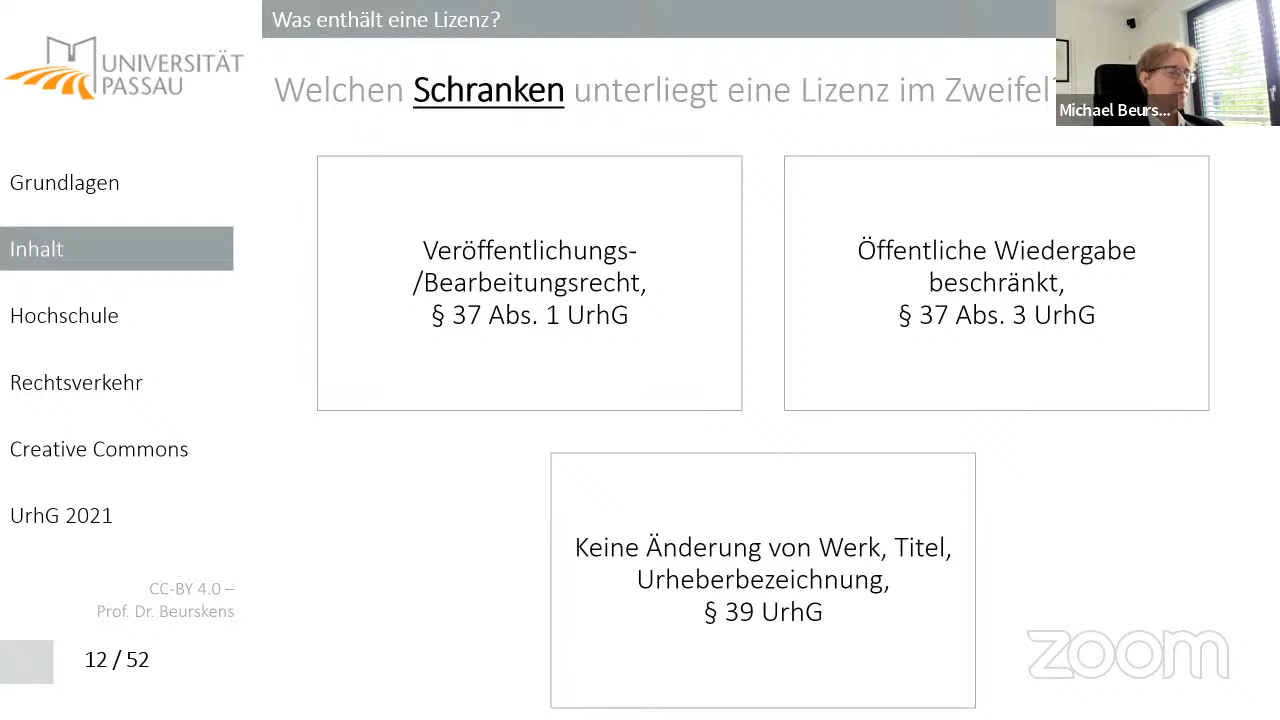 Was enthält eine Lizenz?
UNIVERSITÄT
PASSAU
Welchen Schranken unterliegt eine Lizenz im Zweifel?
Michael Beurs...
Grundlagen
Inhalt
Hochschule
Rechtsverkehr
Creative Commons
UrhG 2021
Veröffentlichungs-
/Bearbeitungsrecht,
§ 37 Abs. 1 UrhG
Öffentliche Wiedergabe
beschränkt,
§ 37 Abs. 3 UrhG
Keine Änderung von Werk, Titel,
Urheberbezeichnung,
§ 39 UrhG
CC-BY 4.0 –
Prof. Dr. Beurskens
12 / 52
zoom